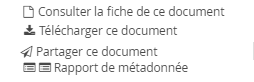 Consulter la fiche de ce document
Télécharger ce document
Partager ce document
Rapport de métadonnée